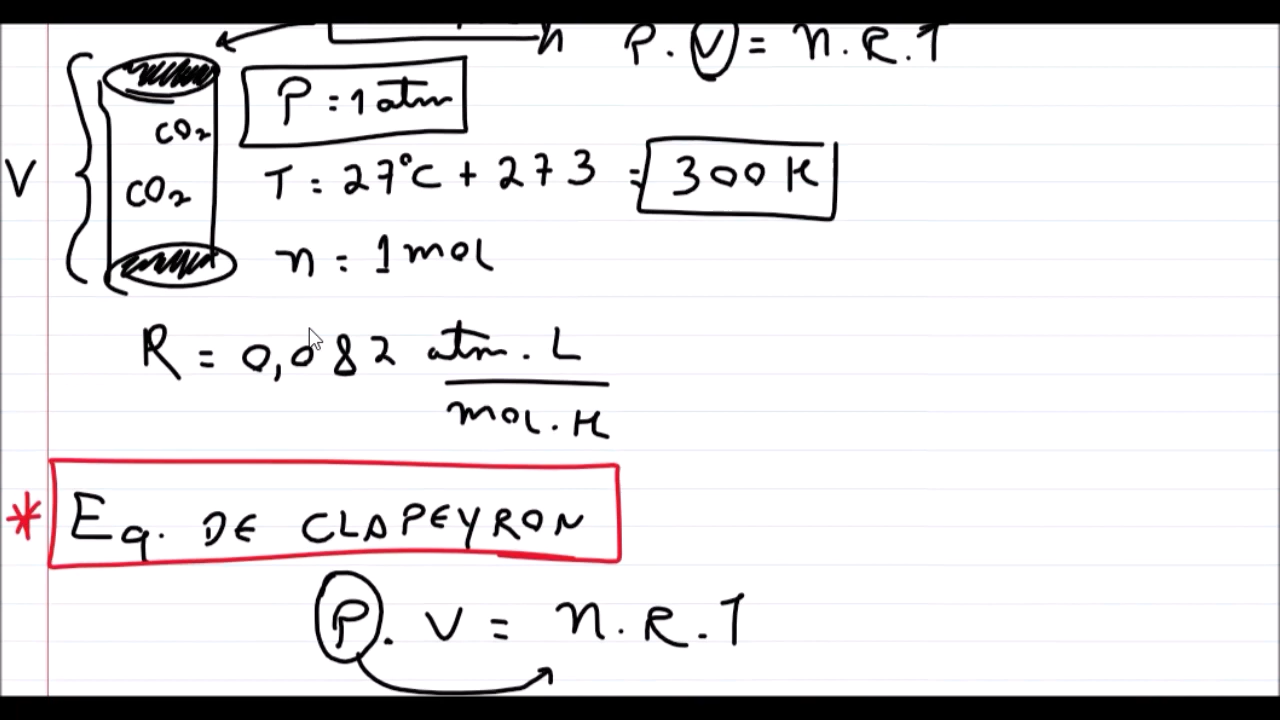 P. V = n. R. T
P = 1 atm
CO2
V
CO2
T = 27°C + 273 = 300 K
n = 1 mol
R = 0,082 atm. L
mol. K
* Eq. DE CLAPEYRON
P. V = n. R. T